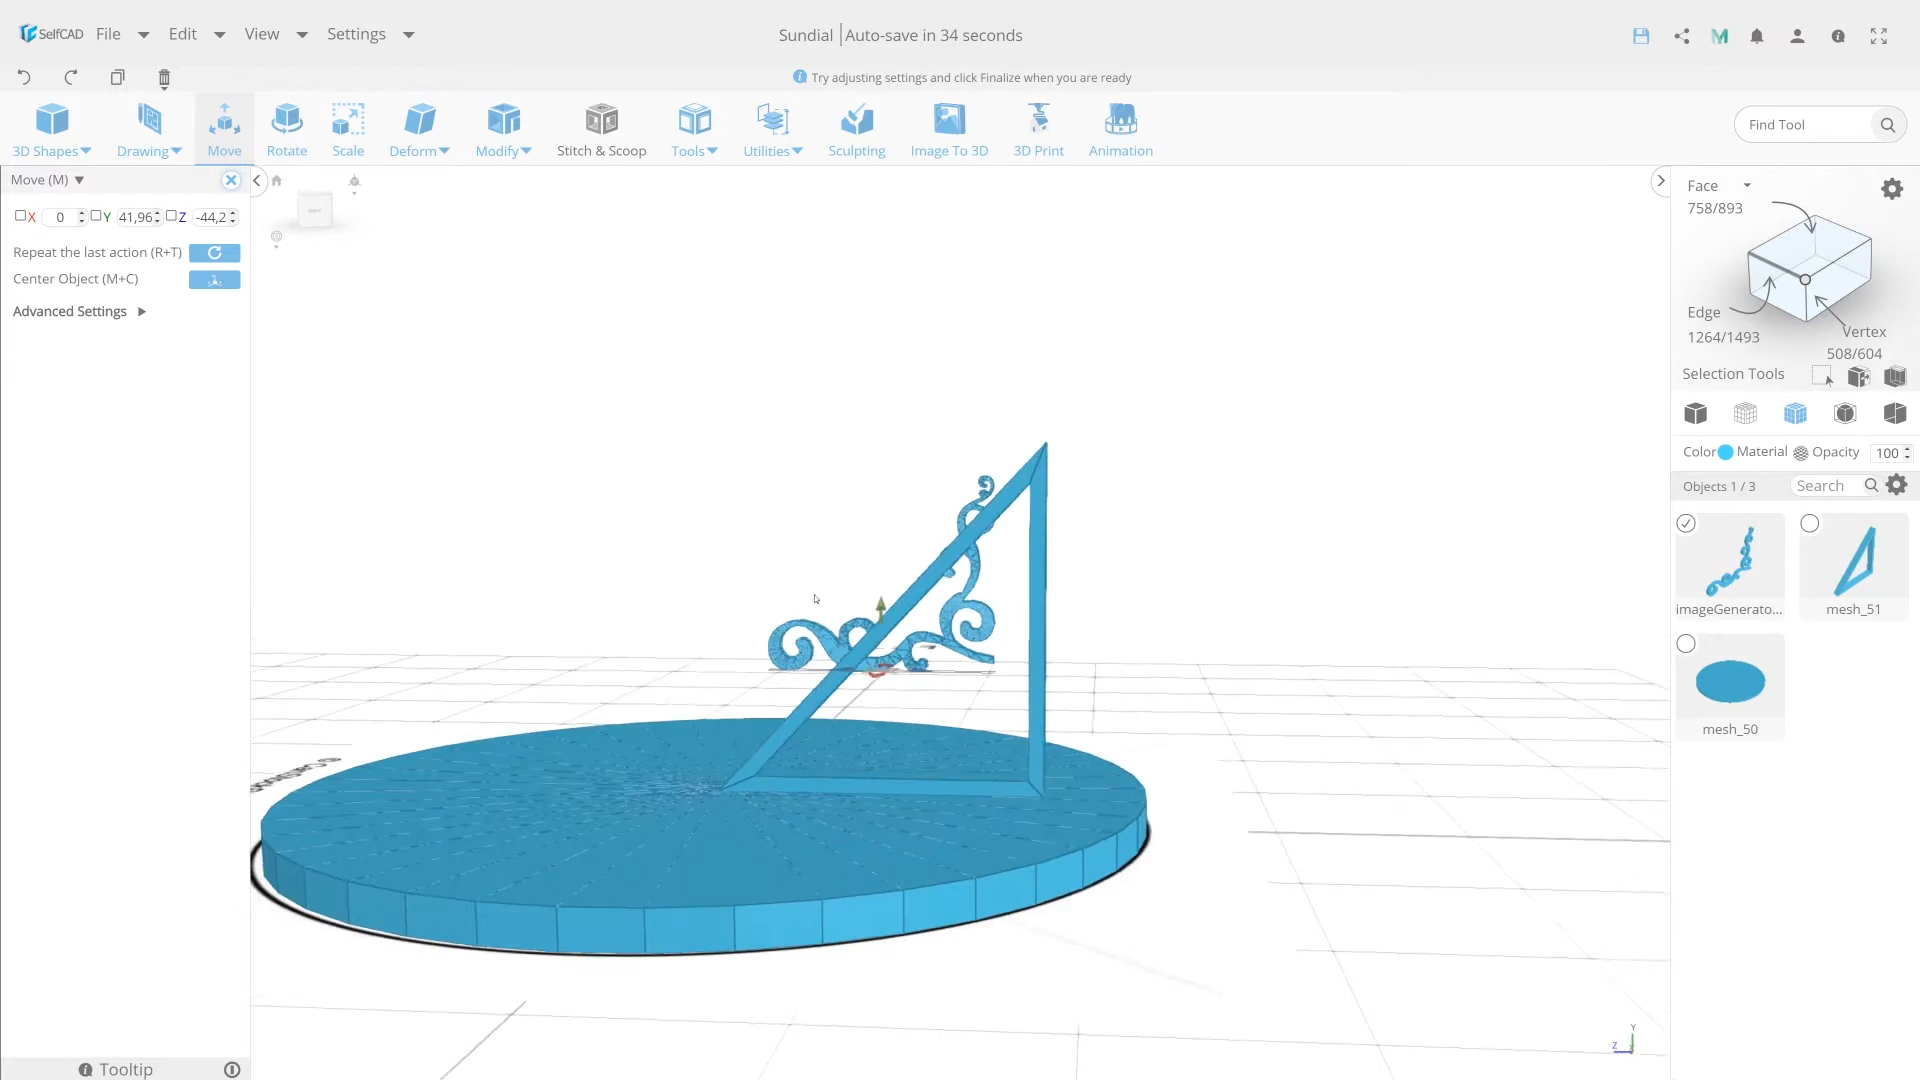 SelfCAD File Edit View Settings
Sundial Auto-save in 34 seconds
Try adjusting settings and click Finalize when you are ready
3D Shapes Drawing Move Rotate Scale Deform Modify Stitch & Scoop Tools Utilities Sculpting Image To 3D 3D Print Animation
Find Tool
Move (M)
X 0 Y 41,96 Z -44,2
Repeat the last action (R+T)
Center Object (M+C)
Advanced Settings
Face
758/893
Edge
1264/1493
Vertex
508/604
Selection Tools
Color Material Opacity 100
Objects 1 / 3 Search
imageGenerato... mesh_51
mesh_50
Y
Z
Tooltip